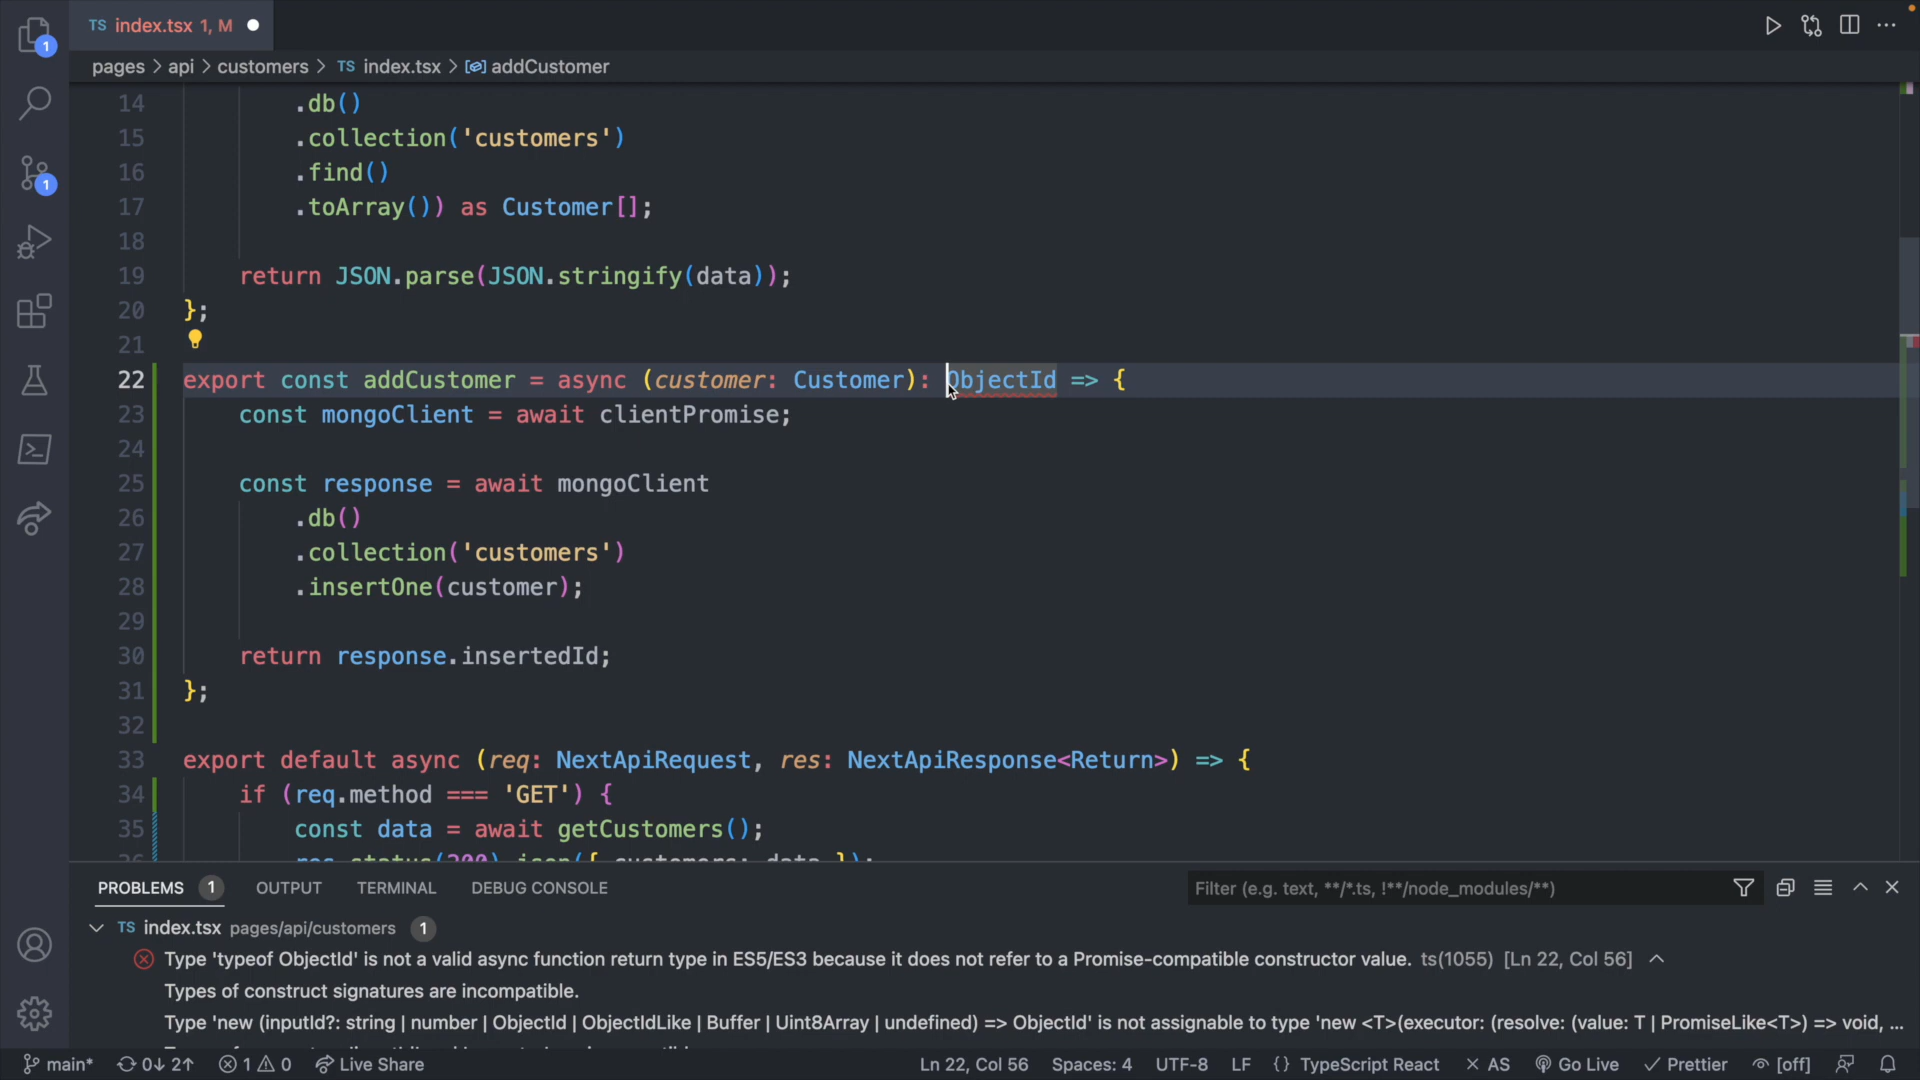 1
TS index.tsx 1, M
pages > api > customers > TS index.tsx > addCustomer
14 .db()
15 .collection('customers')
16 .find()
17 .toArray()) as Customer[];
18
19 return JSON.parse(JSON.stringify(data));
20 };
21
22 export const addCustomer = async (customer: Customer): ObjectId => {
23 const mongoClient = await clientPromise;
24
25 const response = await mongoClient
26 .db()
27 .collection('customers')
28 .insertOne(customer);
29
30 return response.insertedId;
31 };
32
33 export default async (req: NextApiRequest, res: NextApiResponse<Return>) => {
34 if (req.method === 'GET') {
35 const data = await getCustomers();
36 res.status(200).json({ customers: data });
1
PROBLEMS 1 OUTPUT TERMINAL DEBUG CONSOLE Filter (e.g. text, **/*.ts, !**/node_modules/**)
TS index.tsx pages/api/customers 1
Type 'typeof ObjectId' is not a valid async function return type in ES5/ES3 because it does not refer to a Promise-compatible constructor value. ts(1055) [Ln 22, Col 56]
Types of construct signatures are incompatible.
Type 'new (inputId?: string | number | ObjectId | ObjectIdLike | Buffer | Uint8Array | undefined) => ObjectId' is not assignable to type 'new <T>(executor: (resolve: (value: T | PromiseLike<T>) => void, ...
main* 0↓ 2↑ 1 0 Live Share Ln 22, Col 56 Spaces: 4 UTF-8 LF {} TypeScript React AS Go Live Prettier [off]